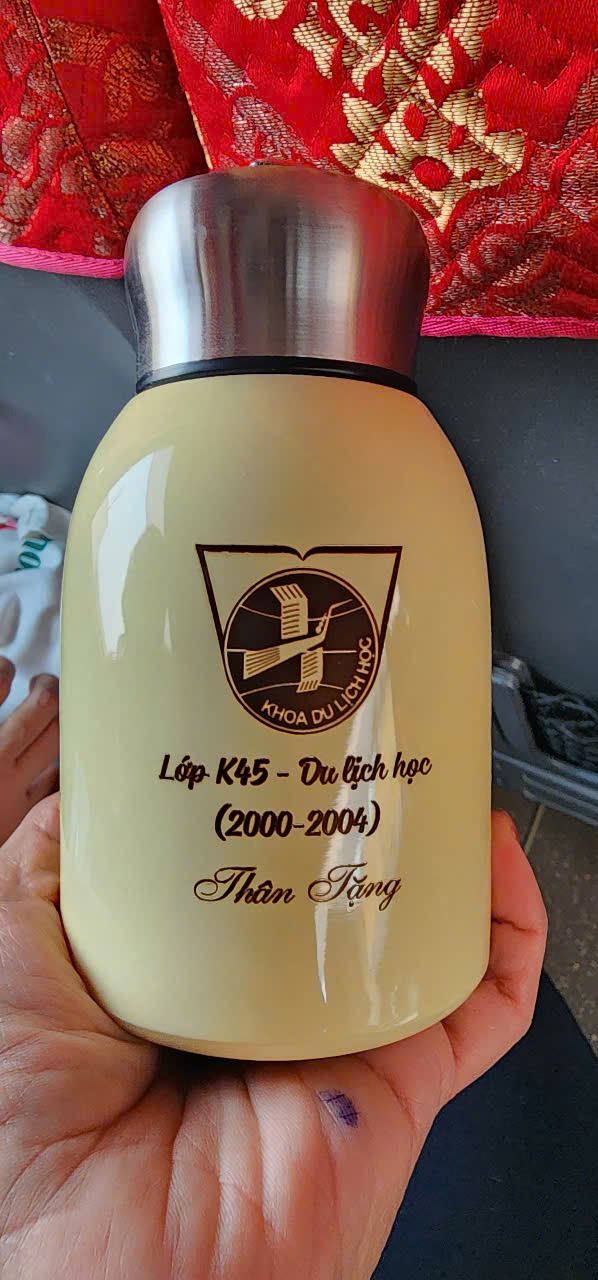 KHOA DU LỊCH HỌC
Lớp K45 - Du lịch học
(2000-2004)
Thân Tặng